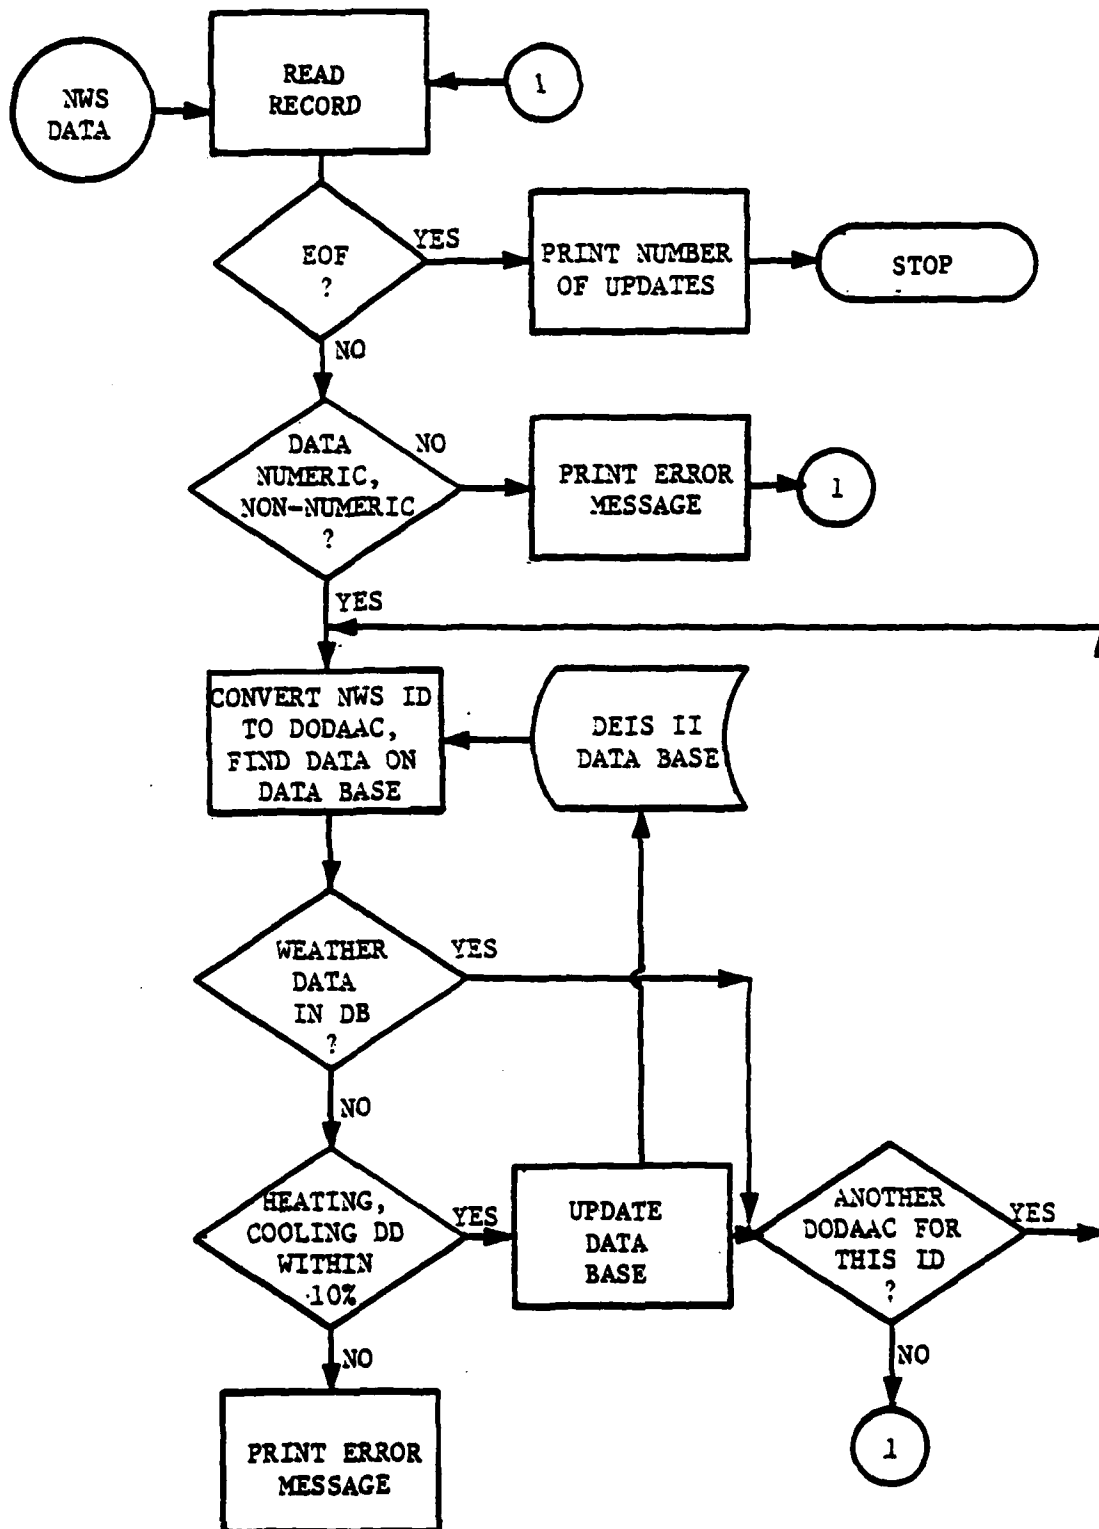 NWS
DATA
READ
RECORD
1
EOF
?
YES
PRINT NUMBER
OF UPDATES
STOP
NO
DATA
NUMERIC,
NON-NUMERIC
?
NO
PRINT ERROR
MESSAGE
1
YES
CONVERT NWS ID
TO DODAAC,
FIND DATA ON
DATA BASE
DEIS II
DATA BASE
WEATHER
DATA
IN DB
?
YES
NO
HEATING,
COOLING DD
WITHIN
10%
YES
UPDATE
DATA
BASE
ANOTHER
DODAAC FOR
THIS ID
?
YES
NO
PRINT ERROR
MESSAGE
NO
1